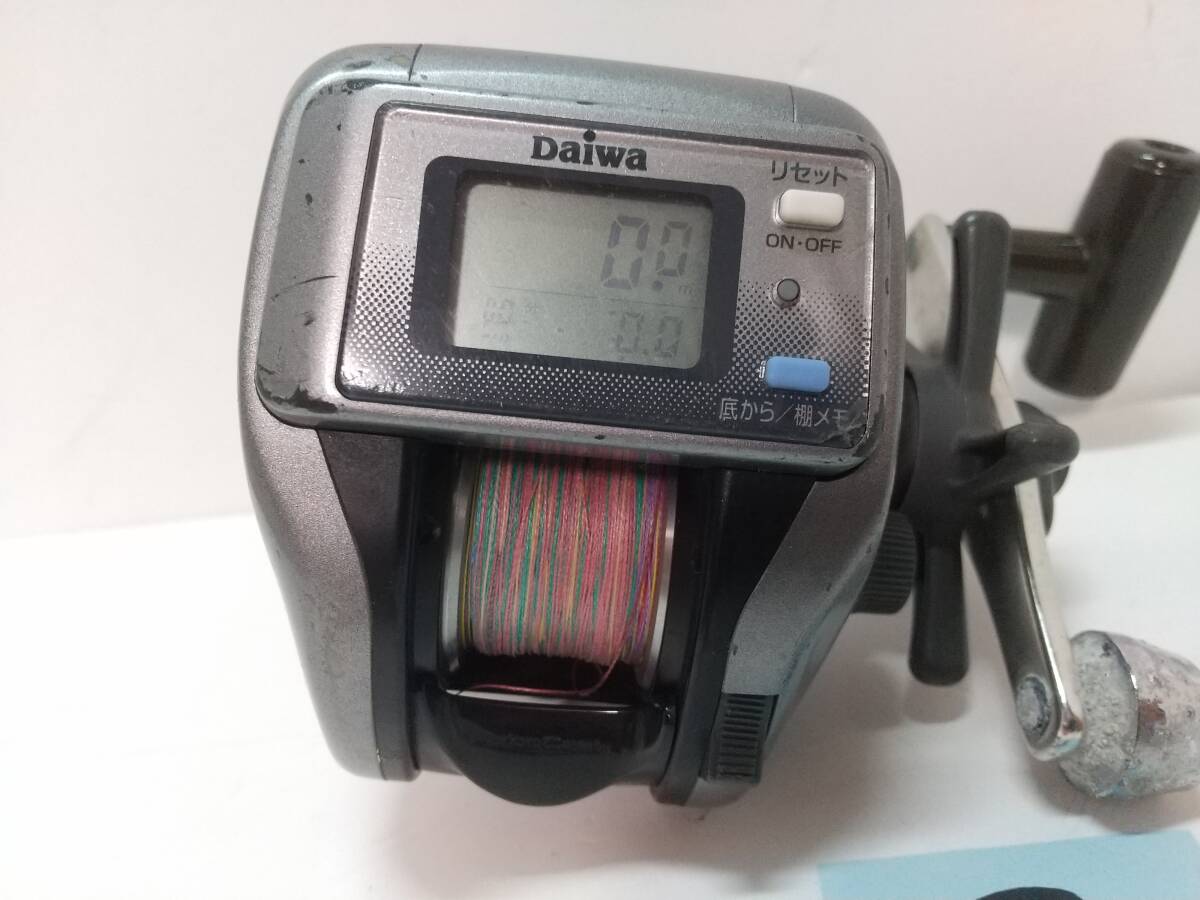 Daiwa
リセット
ON・OFF
0.0 m
0.0
底から／棚メモ